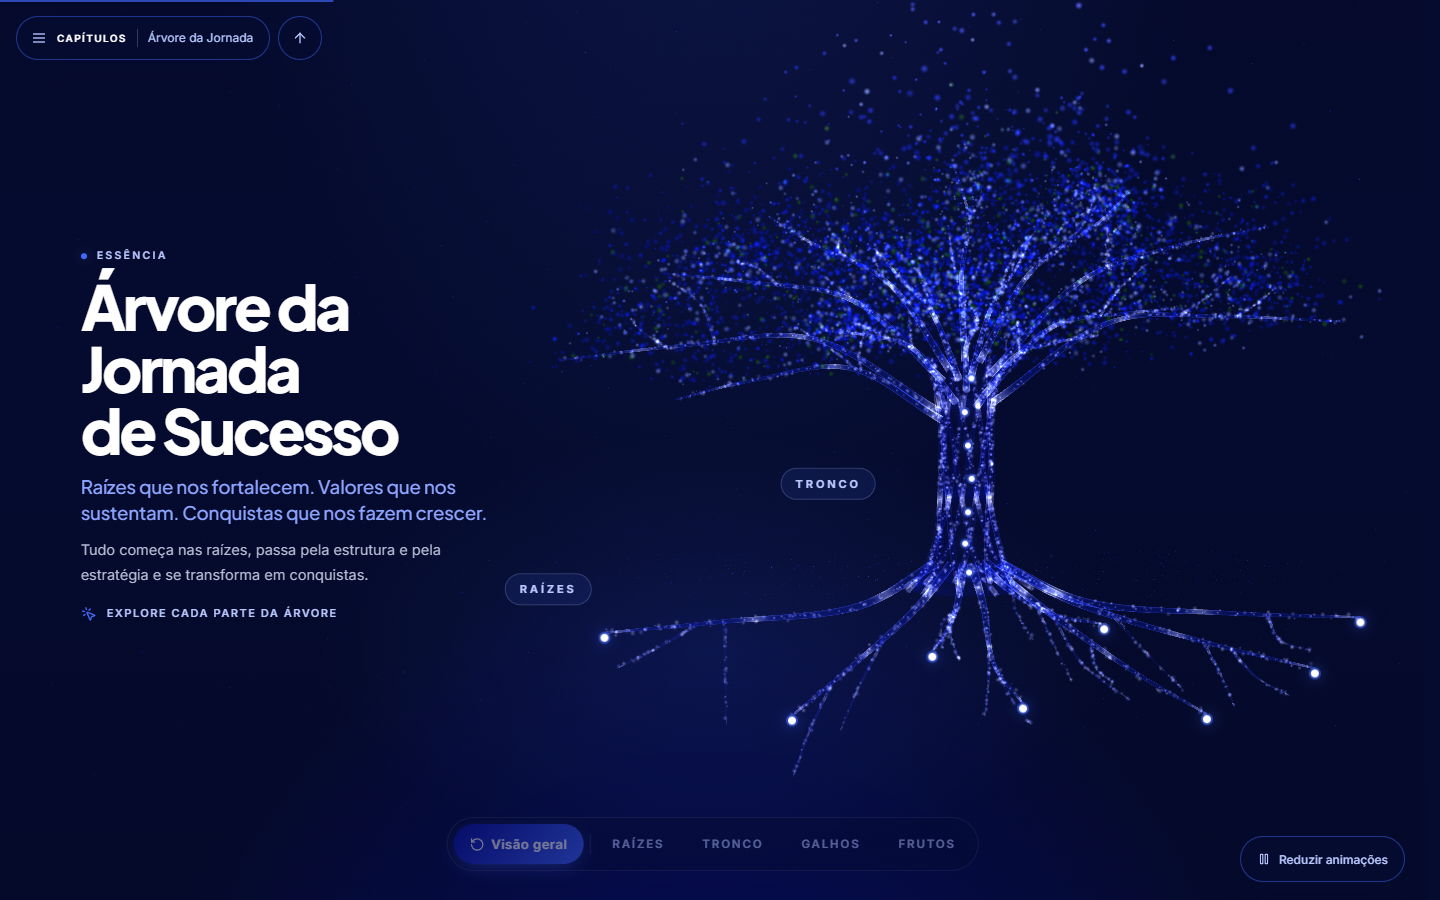 CAPÍTULOS
Árvore da Jornada
ESSÊNCIA
Árvore da
Jornada
de Sucesso
Raízes que nos fortalecem. Valores que nos
sustentam. Conquistas que nos fazem crescer.
Tudo começa nas raízes, passa pela estrutura e pela
estratégia e se transforma em conquistas.
EXPLORE CADA PARTE DA ÁRVORE
TRONCO
RAÍZES
Visão geral
RAÍZES
TRONCO
GALHOS
FRUTOS
Reduzir animações